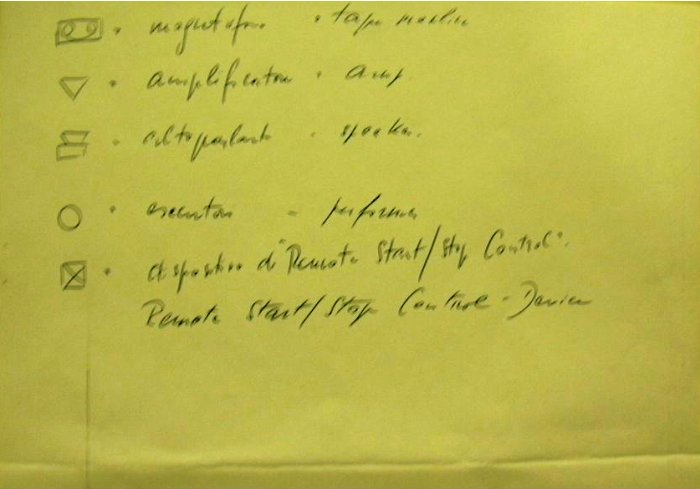 magnetofono · tape machine
amplificatore · amp.
altoparlante · speaker.
esecutore = performer
dispositivo di "Remote Start/Stop Control".
Remote Start/Stop Control-Device